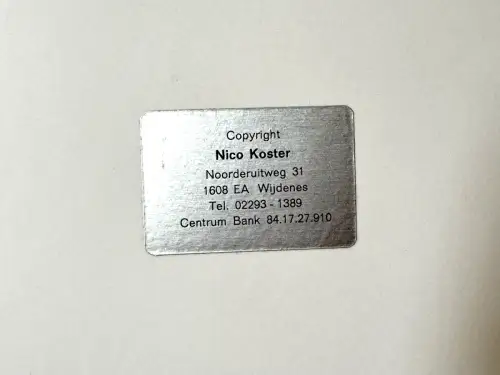 Copyright
Nico Koster
Noorderuitweg 31
1608 EA Wijdenes
Tel. 02293 - 1389
Centrum Bank 84.17.27.910